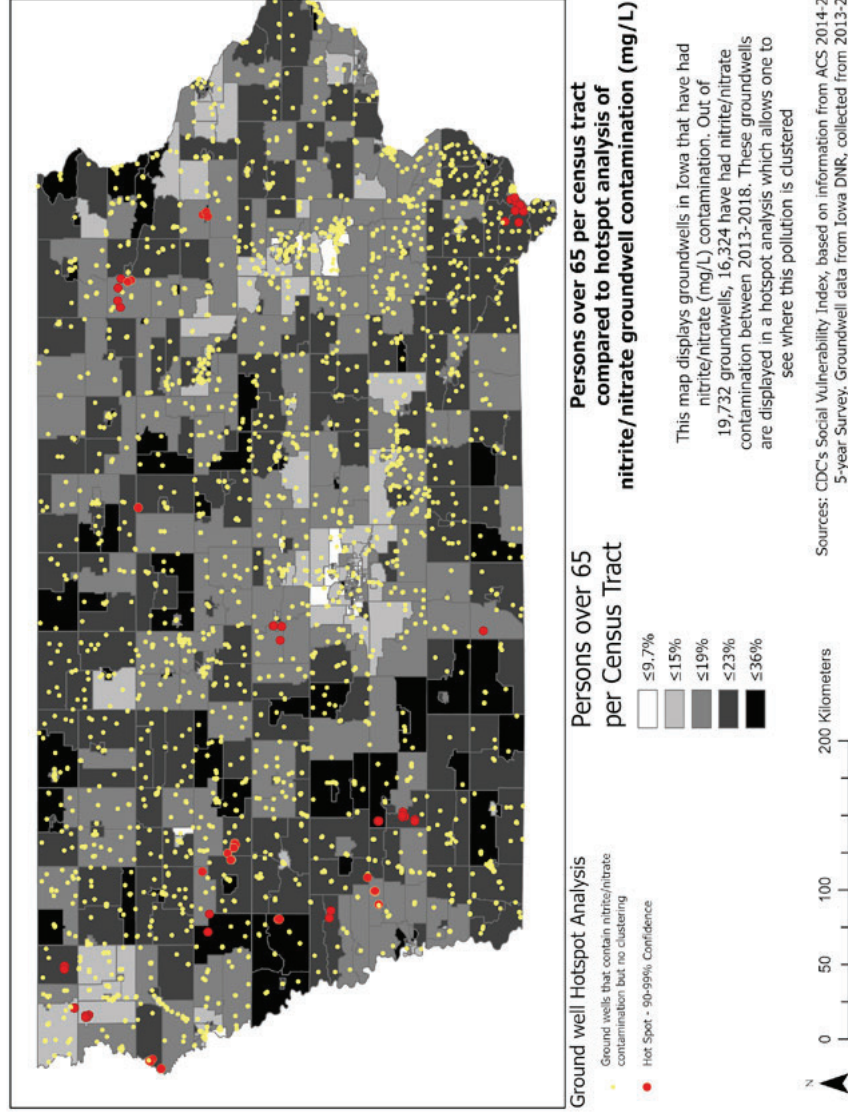 Persons over 65 per census tract
compared to hotspot analysis of
nitrite/nitrate groundwell contamination (mg/L)
This map displays groundwells in Iowa that have had
nitrite/nitrate (mg/L) contamination. Out of
19,732 groundwells, 16,324 have had nitrite/nitrate
contamination between 2013-2018. These groundwells
are displayed in a hotspot analysis which allows one to
see where this pollution is clustered
Sources: CDC's Social Vulnerability Index, based on information from ACS
5-year Survey. Groundwell data from Iowa DNR, collected from
Persons over 65
per Census Tract
≤9.7%
≤15%
≤19%
≤23%
≤36%
Ground well Hotspot Analysis
Ground wells that contain nitrite/nitrate
contamination but no clustering
Hot Spot - 90-99% Confidence
N
0 50 100 200 Kilometers